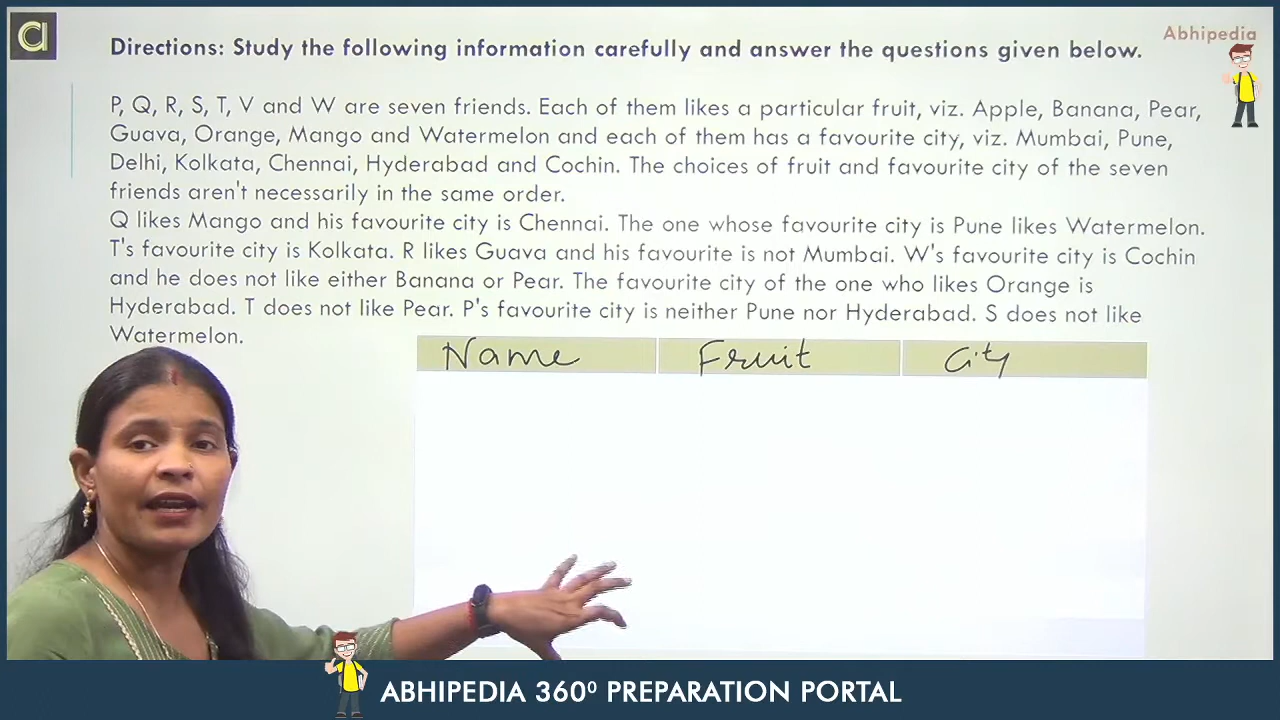 Abhipedia
Directions: Study the following information carefully and answer the questions given below.
P, Q, R, S, T, V and W are seven friends. Each of them likes a particular fruit, viz. Apple, Banana, Pear,
Guava, Orange, Mango and Watermelon and each of them has a favourite city, viz. Mumbai, Pune,
Delhi, Kolkata, Chennai, Hyderabad and Cochin. The choices of fruit and favourite city of the seven
friends aren't necessarily in the same order.
Q likes Mango and his favourite city is Chennai. The one whose favourite city is Pune likes Watermelon.
T's favourite city is Kolkata. R likes Guava and his favourite is not Mumbai. W's favourite city is Cochin
and he does not like either Banana or Pear. The favourite city of the one who likes Orange is
Hyderabad. T does not like Pear. P's favourite city is neither Pune nor Hyderabad. S does not like
Watermelon.
Name Fruit City
ABHIPEDIA 360⁰ PREPARATION PORTAL